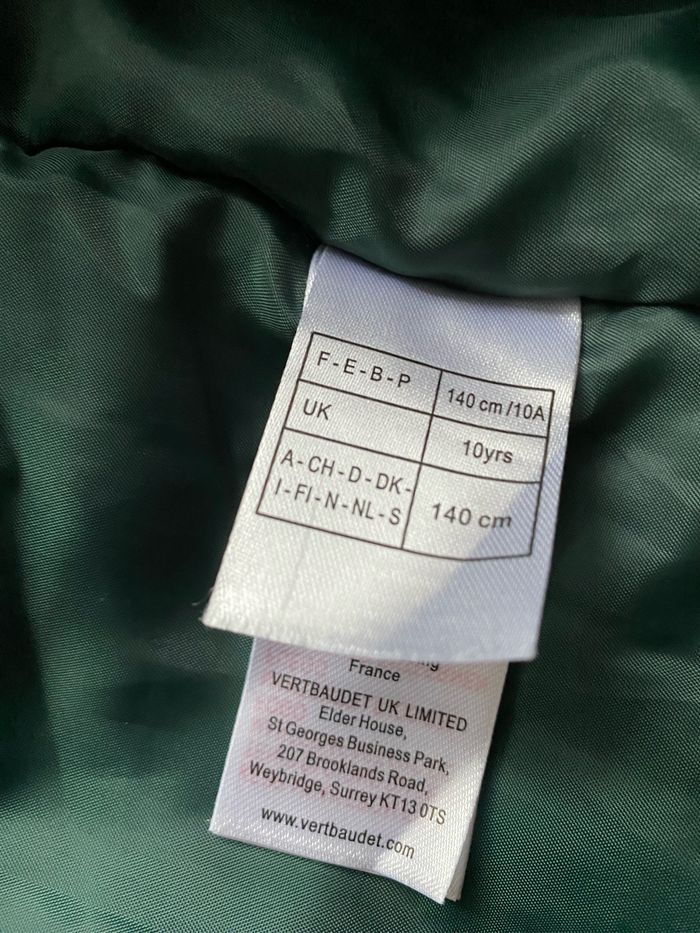 F-E-B-P 140 cm/10A
UK 10yrs
A-CH-D-DK-
I-FI-N-NL-S 140 cm
France
VERTBAUDET UK LIMITED
Elder House,
St Georges Business Park,
207 Brooklands Road,
Weybridge, Surrey KT13 0TS
www.vertbaudet.com